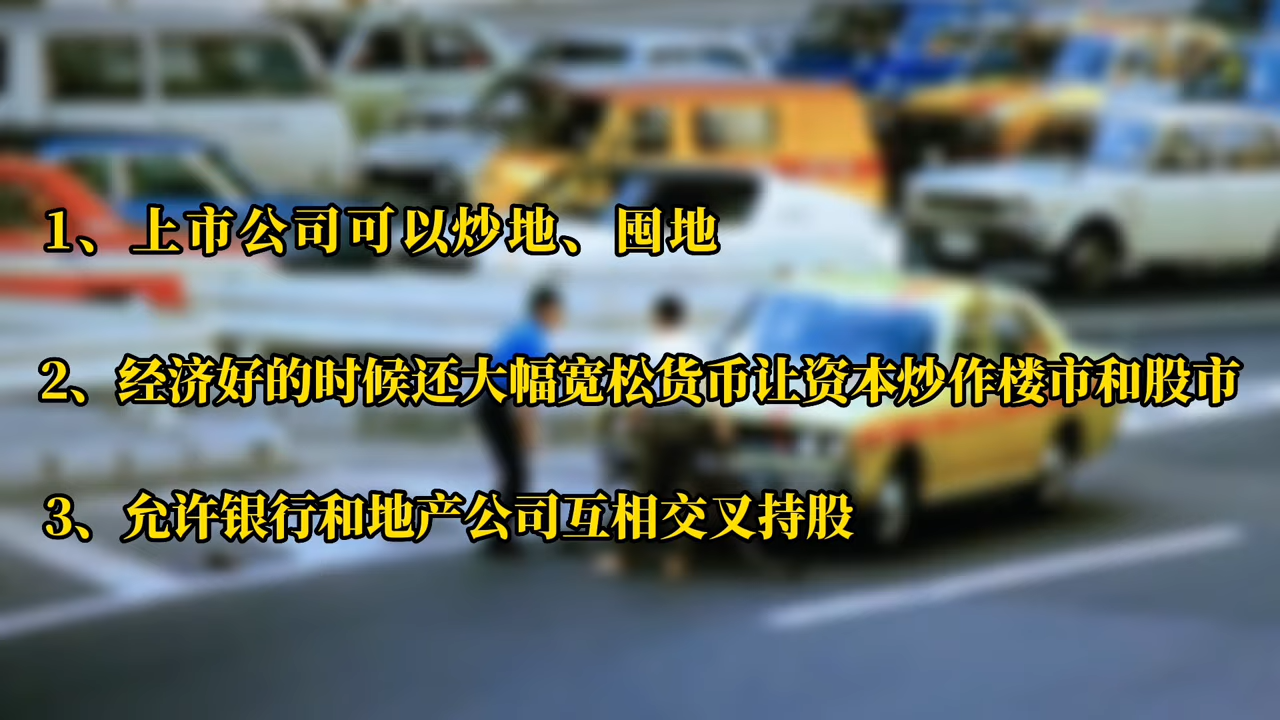 1、上市公司可以炒地、囤地
2、经济好的时候还大幅宽松货币让资本炒作楼市和股市
3、允许银行和地产公司互相交叉持股